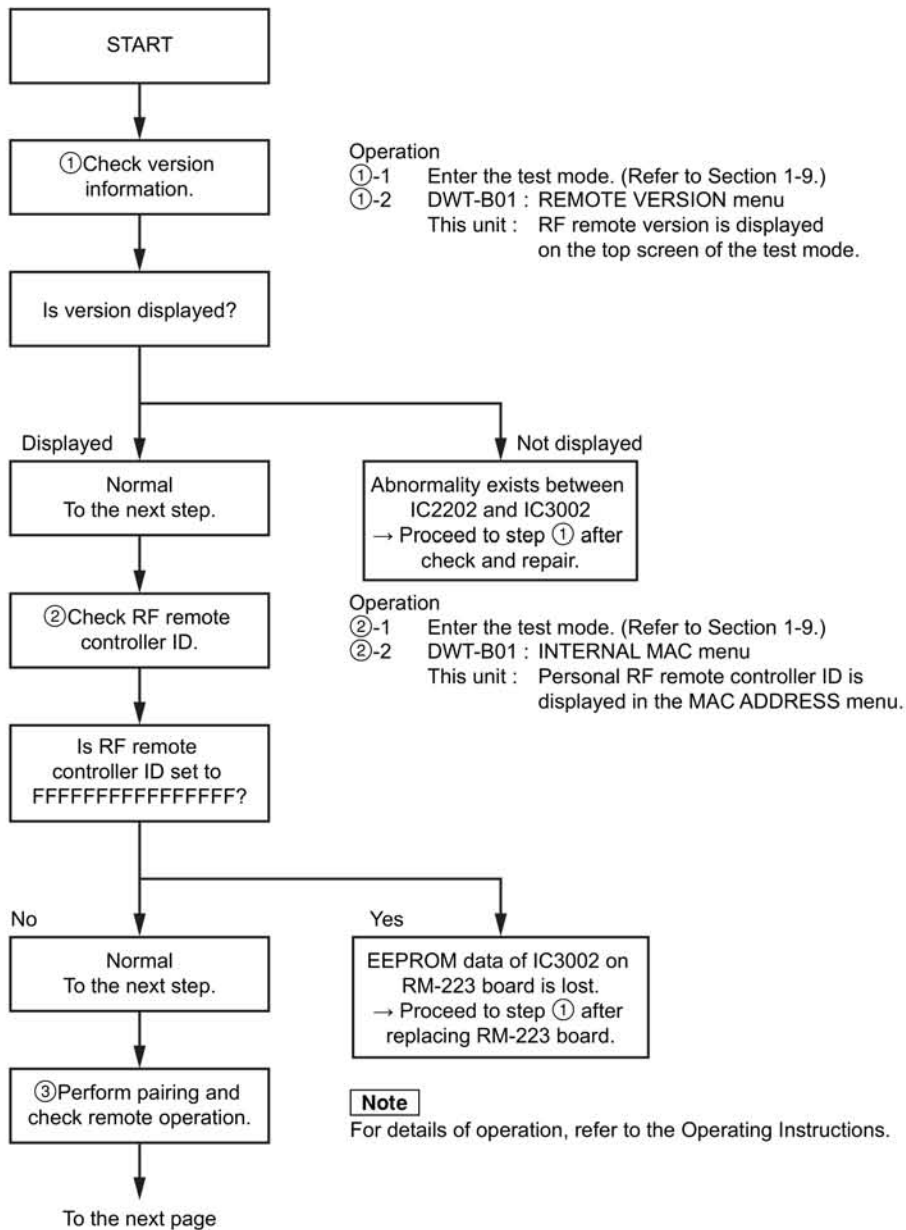 START
①Check version
information.
Operation
①-1 Enter the test mode. (Refer to Section 1-9.)
①-2 DWT-B01 : REMOTE VERSION menu
This unit : RF remote version is displayed
on the top screen of the test mode.
Is version displayed?
Displayed
Normal
To the next step.
Not displayed
Abnormality exists between
IC2202 and IC3002
→ Proceed to step ① after
check and repair.
②Check RF remote
controller ID.
Operation
②-1 Enter the test mode. (Refer to Section 1-9.)
②-2 DWT-B01 : INTERNAL MAC menu
This unit : Personal RF remote controller ID is
displayed in the MAC ADDRESS menu.
Is RF remote
controller ID set to
FFFFFFFFFFFFFFFF?
No
Normal
To the next step.
Yes
EEPROM data of IC3002 on
RM-223 board is lost.
→ Proceed to step ① after
replacing RM-223 board.
③Perform pairing and
check remote operation.
Note
For details of operation, refer to the Operating Instructions.
To the next page